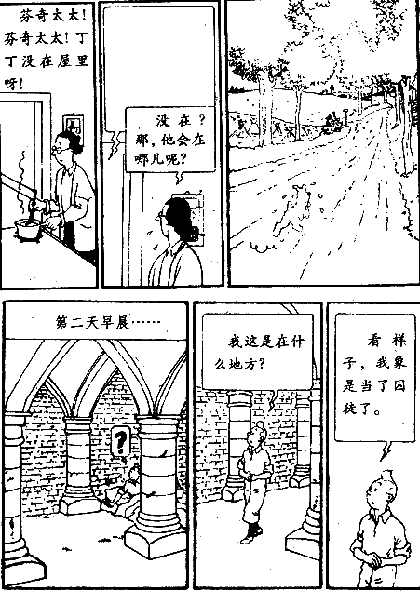 芬奇太太!
芬奇太太!丁
丁没在屋里
呀!
没在?
那,他会在
哪儿呢?
第二天早晨……
?
我这是在什
么地方?
看样
子,我象
是当了囚
徒了。